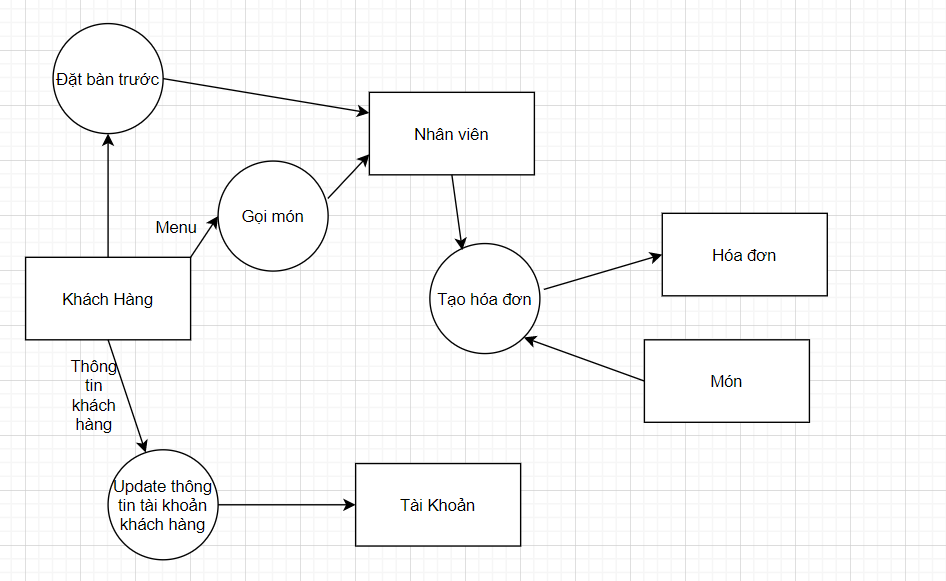 Đặt bàn trước
Nhân viên
Gọi món
Menu
Hóa đơn
Khách Hàng
Tạo hóa đơn
Thông
tin
khách
hàng
Món
Update thông
tin tài khoản
khách hàng
Tài Khoản